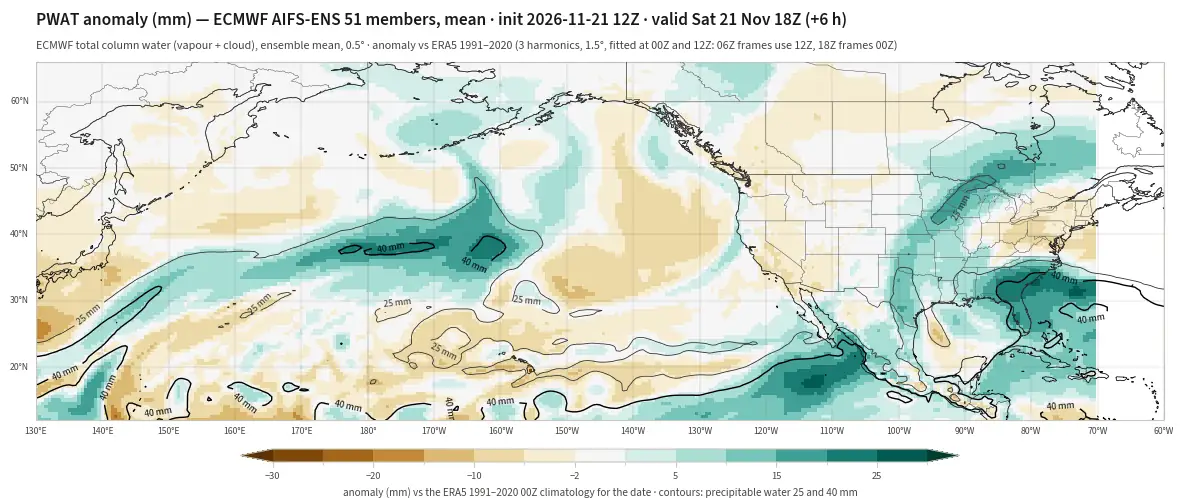 PWAT anomaly (mm) — ECMWF AIFS-ENS 51 members, mean · init 2026-11-21 12Z · valid Sat 21 Nov 18Z (+6 h)
ECMWF total column water (vapour + cloud), ensemble mean, 0.5° · anomaly vs ERA5 1991–2020 (3 harmonics, 1.5°, fitted at 00Z and 12Z: 06Z frames use 12Z, 18Z frames 00Z)
60°N
50°N
25 mm
40°N
40 mm
40 mm
40 mm
30°N
25 mm
25 mm
25 mm
25 mm
40 mm
25 mm
20°N
40 mm
40 mm
40 mm
40 mm
40 mm
40 mm
40 mm
40 mm
130°E 140°E 150°E 160°E 170°E 180° 170°W 160°W 150°W 140°W 130°W 120°W 110°W 100°W 90°W 80°W 70°W 60°W
−30 −20 −10 −2 5 15 25
anomaly (mm) vs the ERA5 1991–2020 00Z climatology for the date · contours: precipitable water 25 and 40 mm